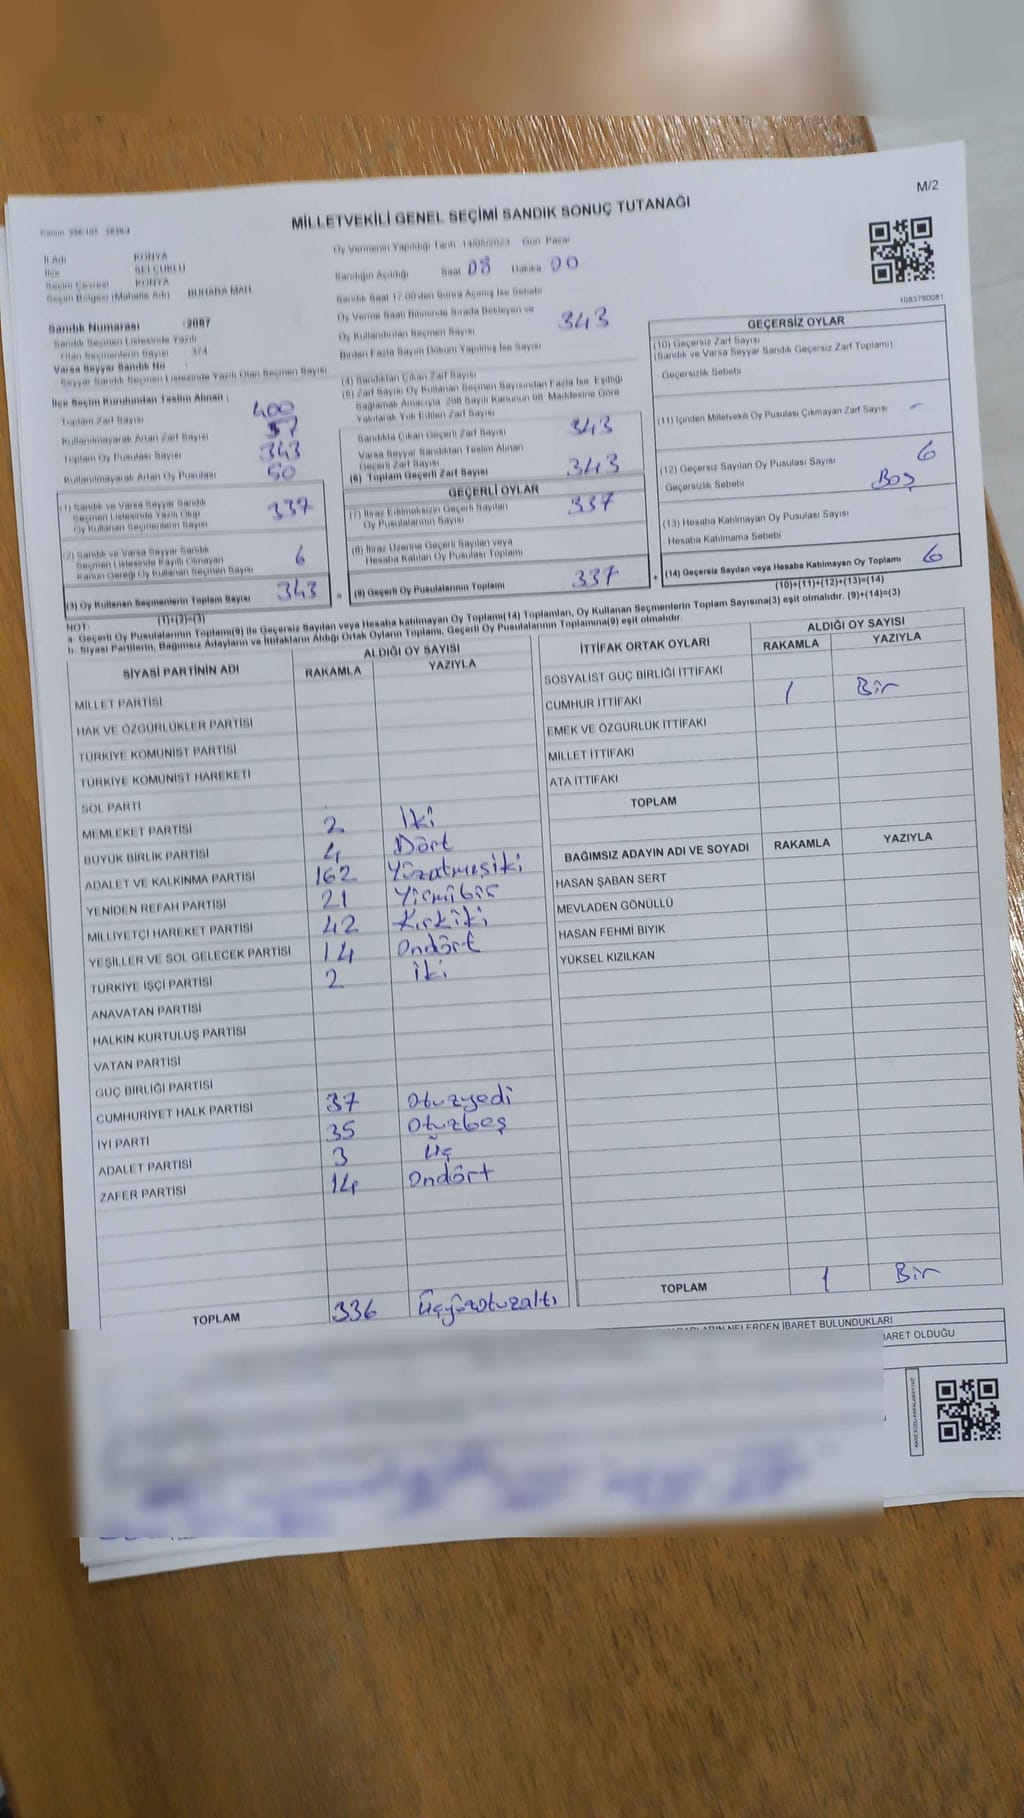 M/2
MİLLETVEKİLİ GENEL SEÇİMİ SANDIK SONUÇ TUTANAĞI
İl Adı KONYA
İlçe SELÇUKLU
Seçim Çevresi KONYA
Seçim Bölgesi (Mahalle Adı) BUHARA MAH
Oy Vermenin Yapıldığı Tarih 14/05/2023 Gün Pazar
Sandığın Açıldığı Saat 08 Dakika 00
Sandık Saat 17:00'den Sonra Açılmış İse Sebebi
Oy Verme Saati Bitiminde Sırada Bekleyen ve
Oy Kullandırılan Seçmen Sayısı 343
Birden Fazla Sayım Döküm Yapılmış İse Sayısı
1083790081
Sandık Numarası :2087
Sandık Seçmen Listesinde Yazılı
Olan Seçmenlerin Sayısı 374
Varsa Seyyar Sandık No
Seyyar Sandık Seçmen Listesinde Yazılı Olan Seçmen Sayısı
İlçe Seçim Kurulundan Teslim Alınan :
Toplam Zarf Sayısı 400
Kullanılmayarak Artan Zarf Sayısı 57
Toplam Oy Pusulası Sayısı 343
Kullanılmayarak Artan Oy Pusulası 50
(1) Sandık ve Varsa Seyyar Sandık
Seçmen Listesinde Yazılı Olup
Oy Kullanan Seçmenlerin Sayısı 337
(2) Sandık ve Varsa Seyyar Sandık
Seçmen Listesinde Kayıtlı Olmayan
Kanun Gereği Oy Kullanan Seçmen Sayısı 6
(3) Oy Kullanan Seçmenlerin Toplam Sayısı 343
(1)+(2)=(3)
(4) Sandıktan Çıkan Zarf Sayısı
(5) Zarf Sayısı Oy Kullanan Seçmen Sayısından Fazla İse, Eşitliği
Bağlamak Amacıyla, 298 Sayılı Kanunun 98. Maddesine Göre
Yakılarak Yok Edilen Zarf Sayısı
Sandıkta Çıkan Geçerli Zarf Sayısı 343
Varsa Seyyar Sandıktan Teslim Alınan
Geçerli Zarf Sayısı
(6) Toplam Geçerli Zarf Sayısı 343
GEÇERLİ OYLAR
(7) İtiraz Edilmeksizin Geçerli Sayılan
Oy Pusulalarının Sayısı 337
(8) İtiraz Üzerine Geçerli Sayılan veya
Hesaba Katılan Oy Pusulası Toplamı
= (9) Geçerli Oy Pusulalarının Toplamı 337
GEÇERSİZ OYLAR
(10) Geçersiz Zarf Sayısı
(Sandık ve Varsa Seyyar Sandık Geçersiz Zarf Toplamı)
Geçersizlik Sebebi
(11) İçinden Milletvekili Oy Pusulası Çıkmayan Zarf Sayısı -
(12) Geçersiz Sayılan Oy Pusulası Sayısı 6
Geçersizlik Sebebi Boş
(13) Hesaba Katılmayan Oy Pusulası Sayısı
Hesaba Katılmama Sebebi
+ (14) Geçersiz Sayılan veya Hesaba Katılmayan Oy Toplamı 6
(10)+(11)+(12)+(13)=(14)
NOT:
a- Geçerli Oy Pusulalarının Toplamı(9) ile Geçersiz Sayılan veya Hesaba katılmayan Oy Toplamı(14) Toplamları, Oy Kullanan Seçmenlerin Toplam Sayısına(3) eşit olmalıdır. (9)+(14)=(3)
b- Siyasi Partilerin, Bağımsız Adayların ve İttifakların Aldığı Ortak Oyların Toplamı, Geçerli Oy Pusulalarının Toplamına(9) eşit olmalıdır.
SİYASİ PARTİNİN ADI ALDIĞI OY SAYISI
RAKAMLA YAZIYLA
MİLLET PARTİSİ
HAK VE ÖZGÜRLÜKLER PARTİSİ
TÜRKİYE KOMÜNİST PARTİSİ
TÜRKİYE KOMÜNİST HAREKETİ
SOL PARTİ
MEMLEKET PARTİSİ 2 İki
BÜYÜK BİRLİK PARTİSİ 4 Dört
ADALET VE KALKINMA PARTİSİ 162 Yüzatmışiki
YENİDEN REFAH PARTİSİ 21 Yirmibir
MİLLİYETÇİ HAREKET PARTİSİ 42 Kırkiki
YEŞİLLER VE SOL GELECEK PARTİSİ 14 Ondört
TÜRKİYE İŞÇİ PARTİSİ 2 İki
ANAVATAN PARTİSİ
HALKIN KURTULUŞ PARTİSİ
VATAN PARTİSİ
GÜÇ BİRLİĞİ PARTİSİ
CUMHURİYET HALK PARTİSİ 37 Otuzyedi
İYİ PARTİ 35 Otuzbeş
ADALET PARTİSİ 3 Üç
ZAFER PARTİSİ 14 Ondört
TOPLAM 336 Üçyüzotuzaltı
İTTİFAK ORTAK OYLARI ALDIĞI OY SAYISI
RAKAMLA YAZIYLA
SOSYALİST GÜÇ BİRLİĞİ İTTİFAKI
CUMHUR İTTİFAKI 1 Bir
EMEK VE ÖZGÜRLÜK İTTİFAKI
MİLLET İTTİFAKI
ATA İTTİFAKI
TOPLAM
BAĞIMSIZ ADAYIN ADI VE SOYADI RAKAMLA YAZIYLA
HASAN ŞABAN SERT
MEVLADEN GÖNÜLLÜ
HASAN FEHMİ BIYIK
YÜKSEL KIZILKAN
TOPLAM 1 Bir
NELERDEN İBARET BULUNDUKLARI
İBARET OLDUĞU